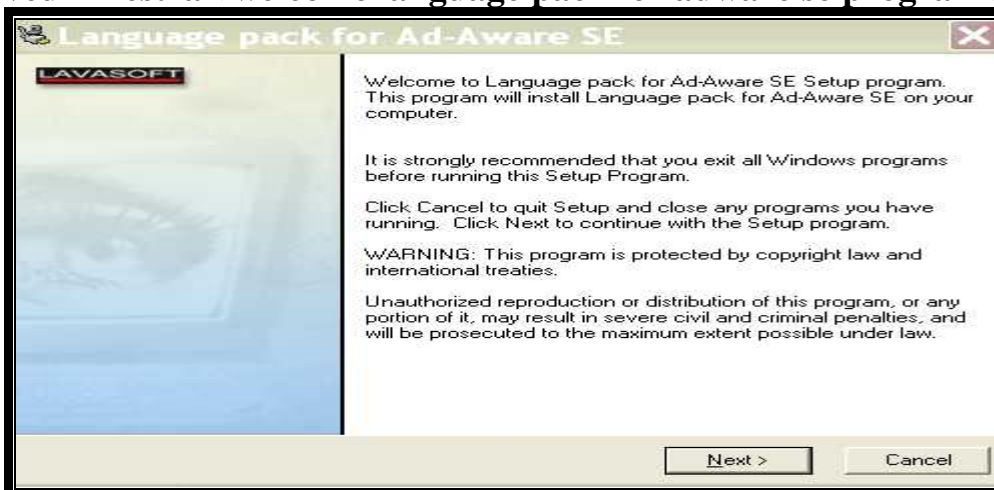 Language pack for Ad-Aware SE
LAVASOFT
Welcome to Language pack for Ad-Aware SE Setup program.
This program will install Language pack for Ad-Aware SE on your
computer.
It is strongly recommended that you exit all Windows programs
before running this Setup Program.
Click Cancel to quit Setup and close any programs you have
running. Click Next to continue with the Setup program.
WARNING: This program is protected by copyright law and
international treaties.
Unauthorized reproduction or distribution of this program, or any
portion of it, may result in severe civil and criminal penalties, and
will be prosecuted to the maximum extent possible under law.
Next >
Cancel